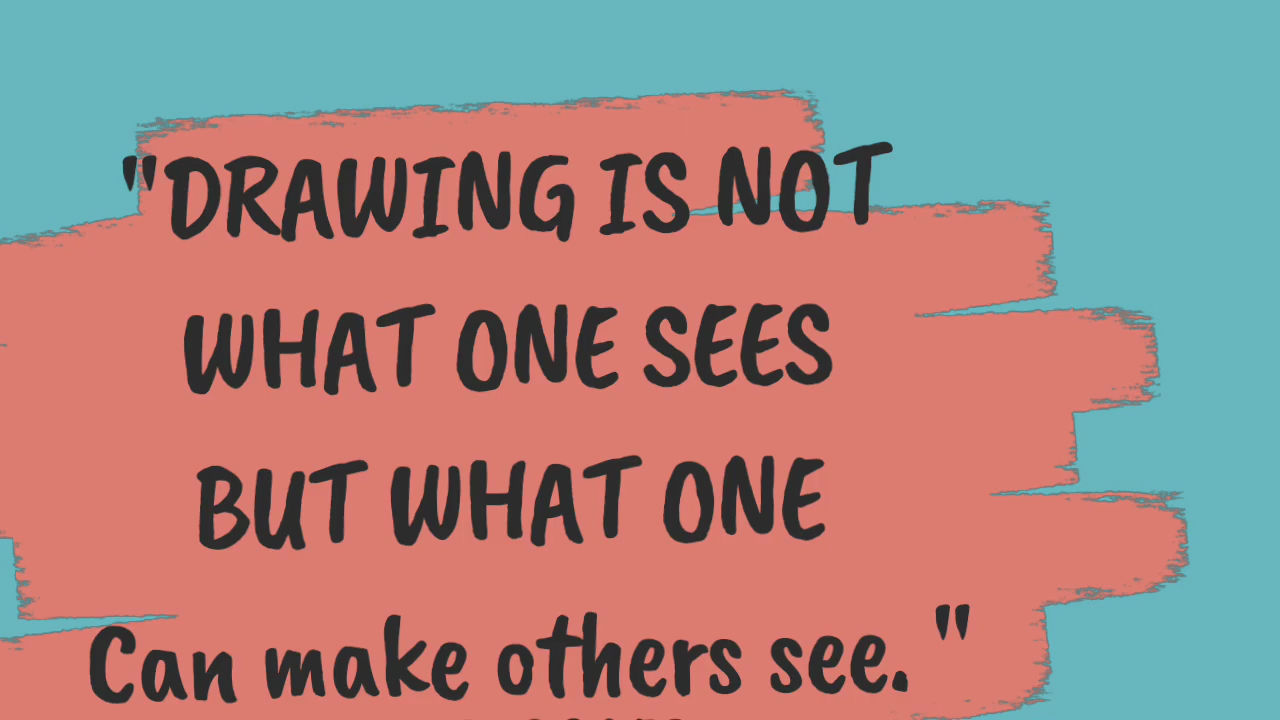 "DRAWING IS NOT
WHAT ONE SEES
BUT WHAT ONE
Can make others see. "